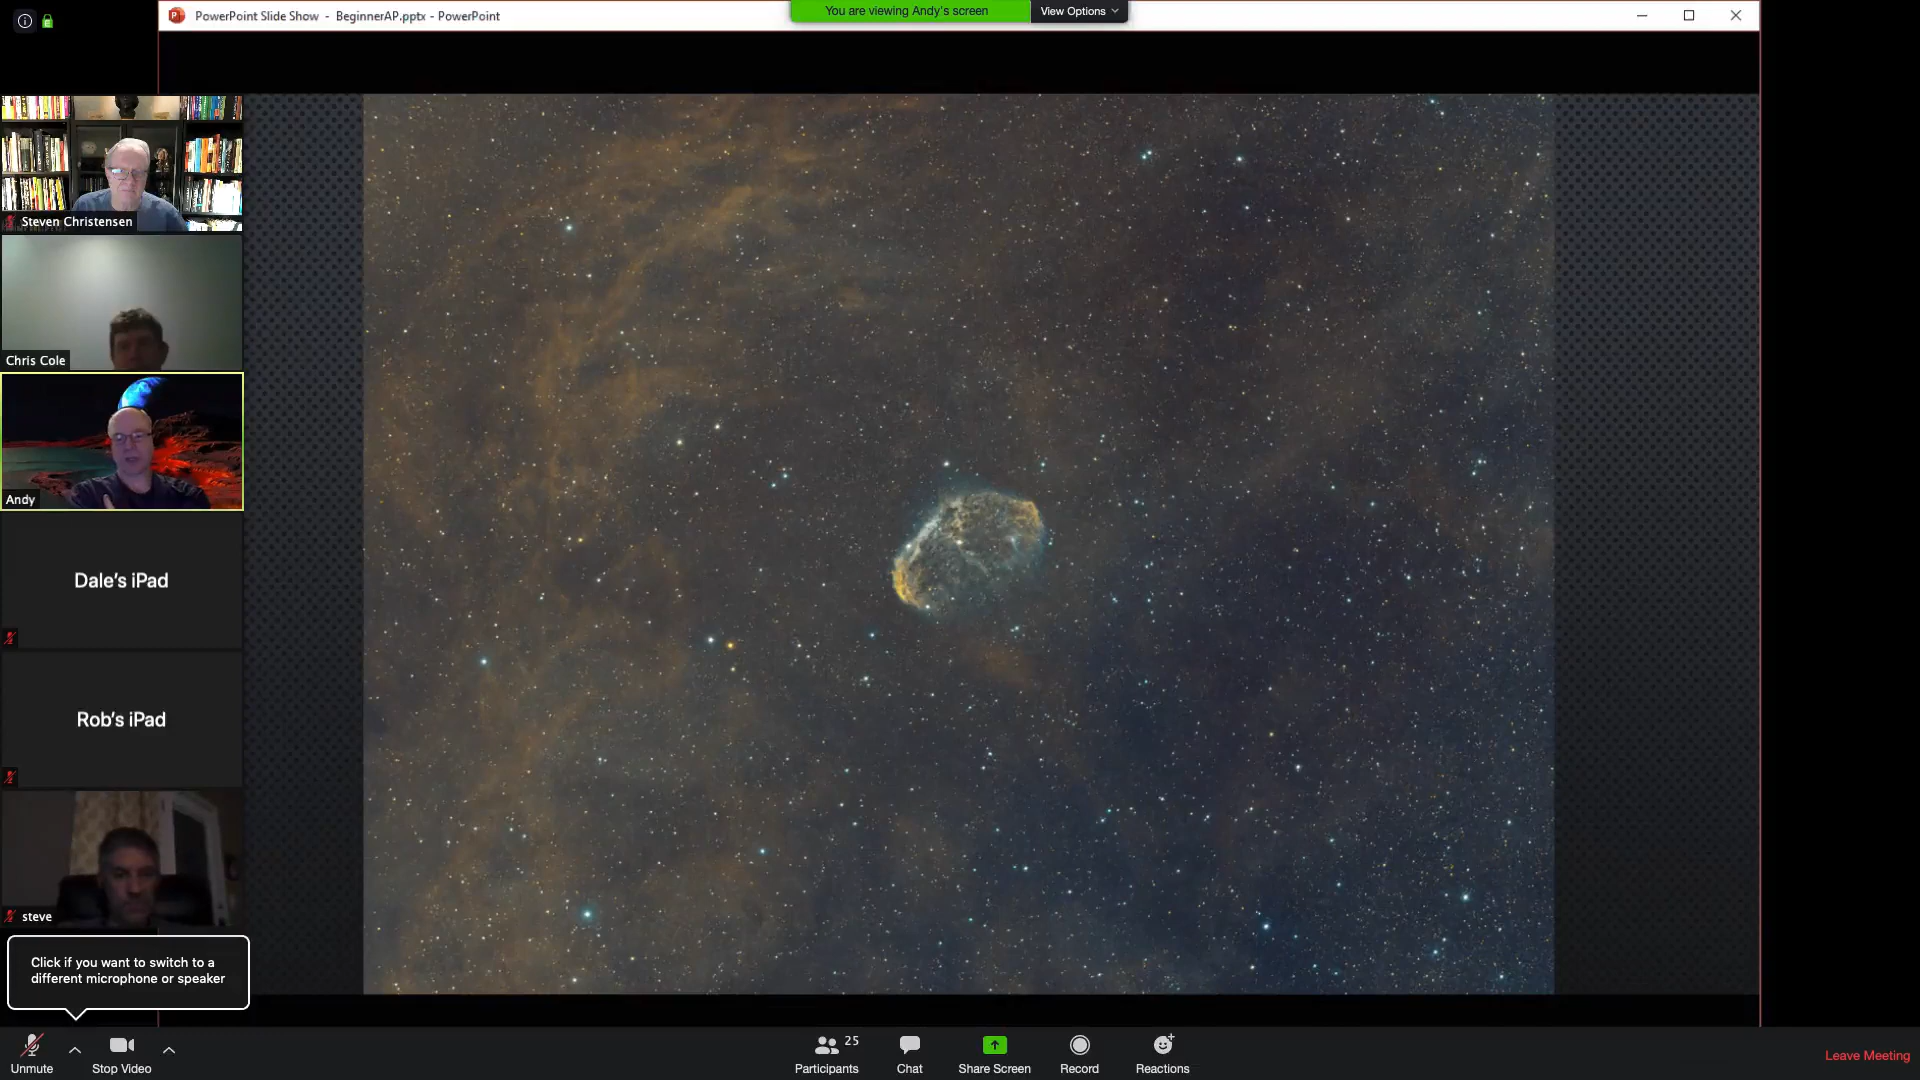 PowerPoint Slide Show - BeginnerAP.pptx - PowerPoint
You are viewing Andy's screen
View Options
Steven Christensen
Chris Cole
Andy
Dale's iPad
Rob's iPad
steve
Click if you want to switch to a
different microphone or speaker
Unmute
Stop Video
Participants
25
Chat
Share Screen
Record
Reactions
Leave Meeting